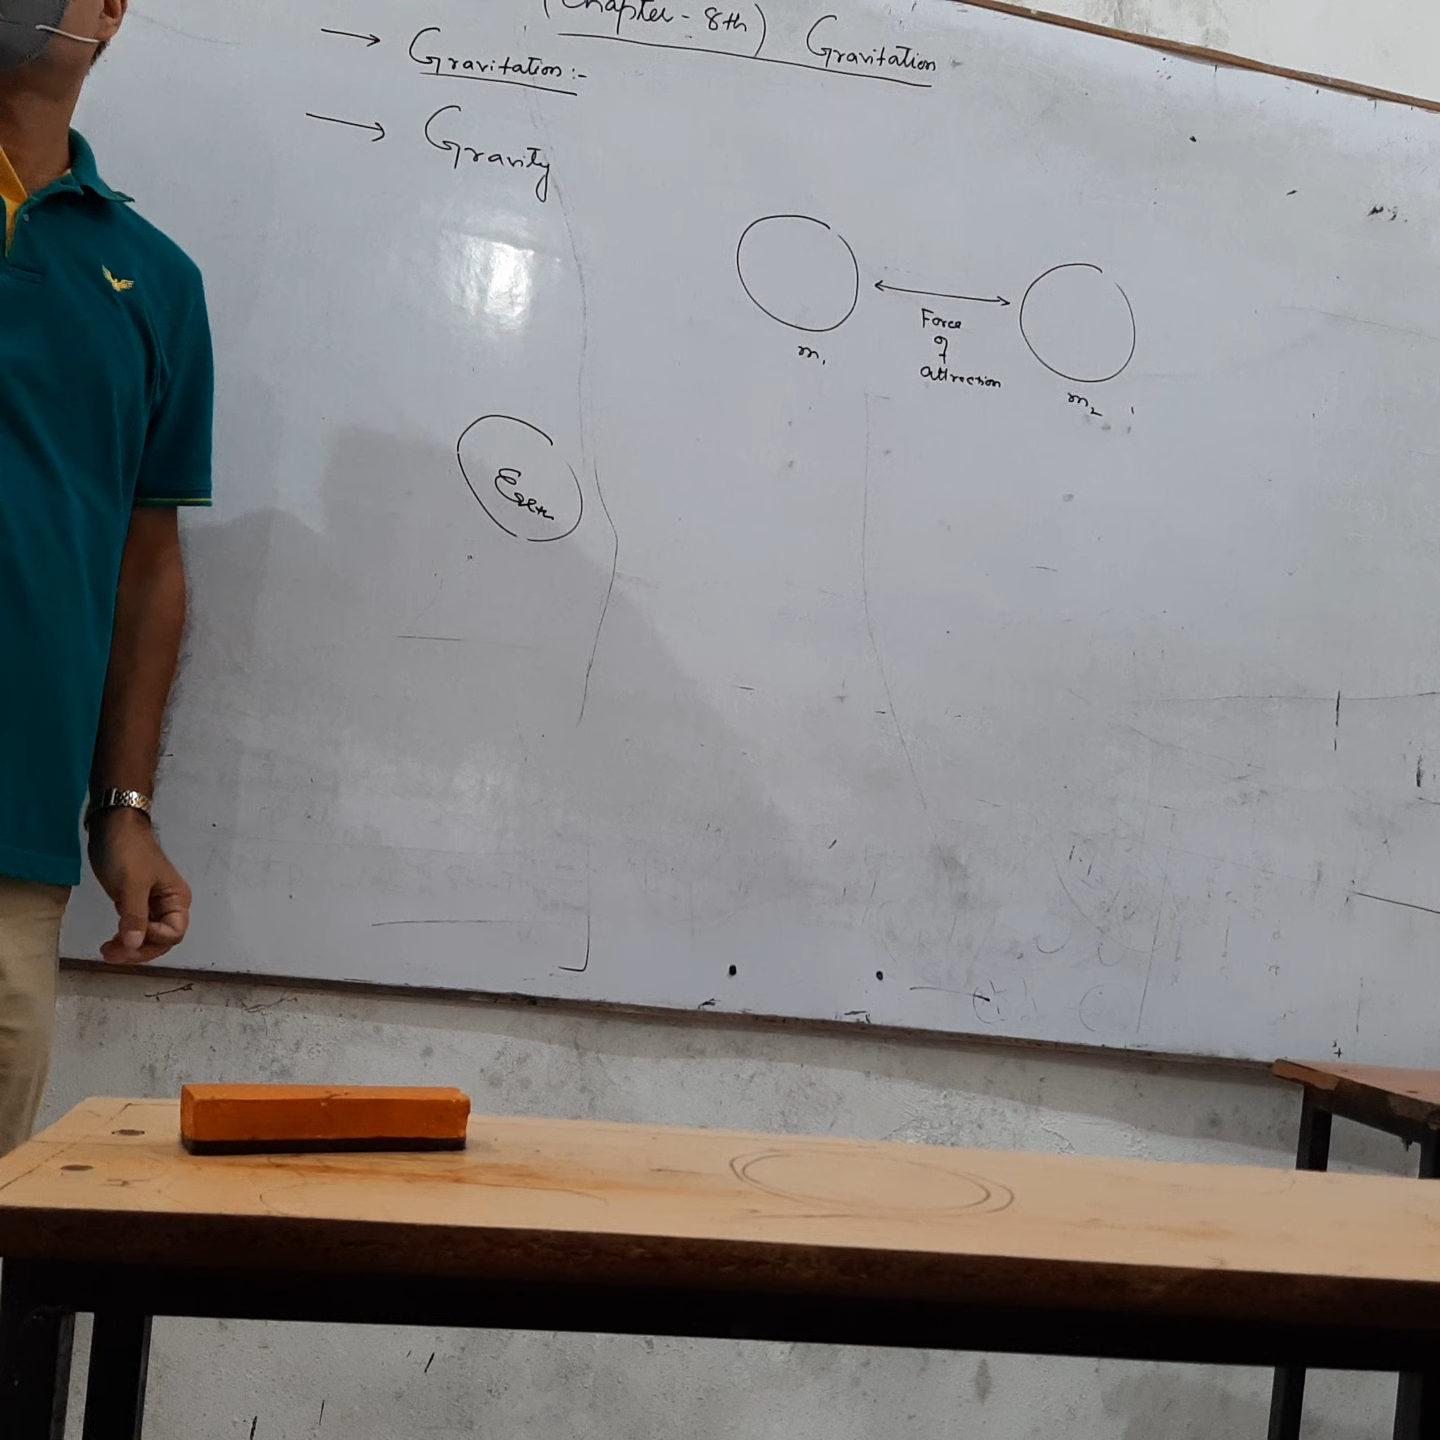 (Chapter - 8th) Gravitation
→ Gravitation :-
→ Gravity
m₁
Force
of
attraction
m₂
Earth